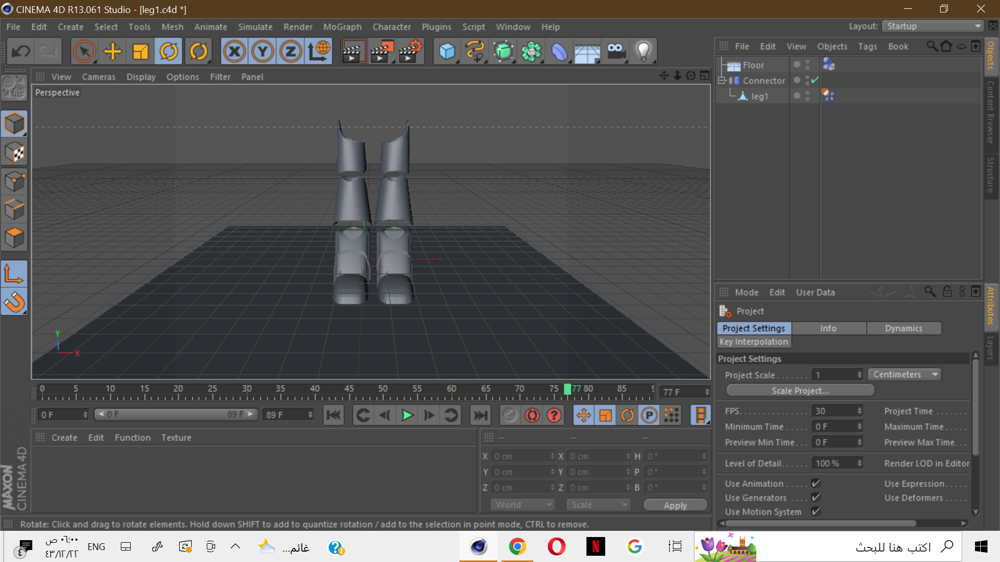 CINEMA 4D R13.061 Studio - [leg1.c4d *]
File Edit Create Select Tools Mesh Animate Simulate Render MoGraph Character Plugins Script Window Help
Layout: Startup
File Edit View Objects Tags Book
View Cameras Display Options Filter Panel
Perspective
Floor
Connector
leg1
Objects
Content Browser
Structure
X Y Z
Y
X
Mode Edit User Data
Project
Project Settings Info Dynamics
Key Interpolation
Project Settings
Project Scale....... 1 Centimeters
Scale Project...
FPS............. 30 Project Time .......
Minimum Time ..... 0 F Maximum Time.....
Preview Min Time... 0 F Preview Max Time...
Level of Detail...... 100 % Render LOD in Editor
Use Animation ..... Use Expression.....
Use Generators .... Use Deformers .....
Use Motion System
Attributes
Layers
0 5 10 15 20 25 30 35 40 45 50 55 60 65 70 75 77 80 85 77 F
0 F 0 F 89 F 89 F
Create Edit Function Texture
-- -- --
X 0 cm X 0 cm H 0 °
Y 0 cm Y 0 cm P 0 °
Z 0 cm Z 0 cm B 0 °
World Scale Apply
MAXON
CINEMA 4D
Rotate: Click and drag to rotate elements. Hold down SHIFT to add to quantize rotation / add to the selection in point mode, CTRL to remove.
٤
٠٦:٠٠ ص
٤٣/١٢/٢٢
ENG
غائم...
اكتب هنا للبحث